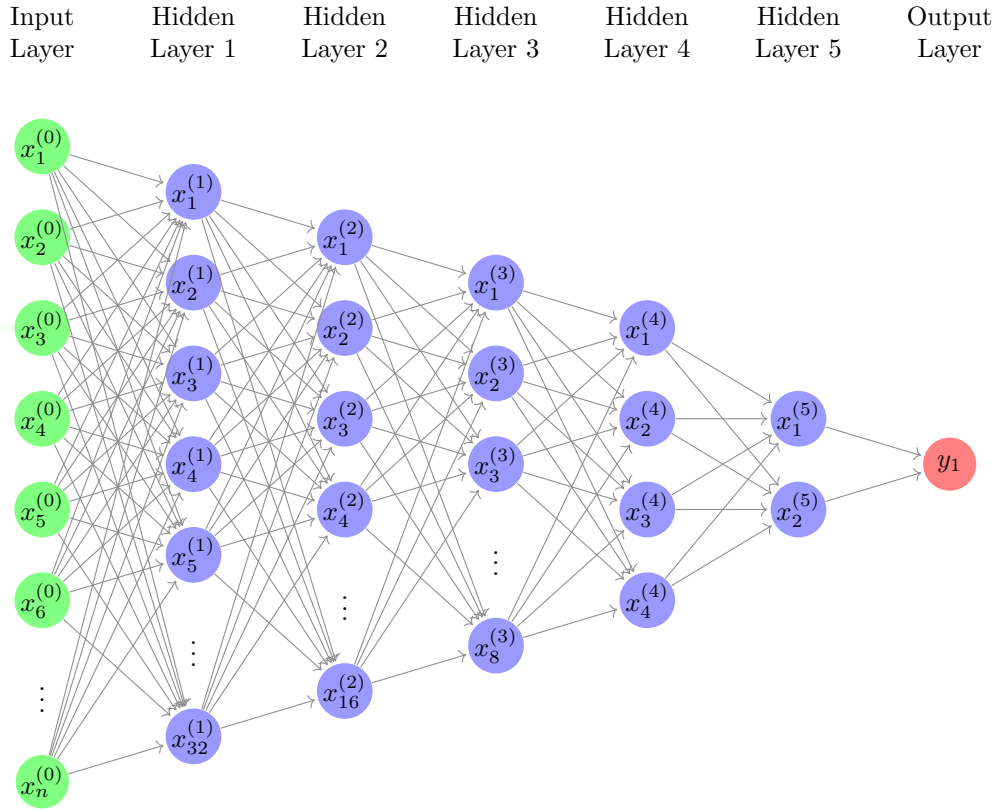 Input Layer
Hidden Layer 1
Hidden Layer 2
Hidden Layer 3
Hidden Layer 4
Hidden Layer 5
Output Layer
x_1^{(0)}
x_2^{(0)}
x_3^{(0)}
x_4^{(0)}
x_5^{(0)}
x_6^{(0)}
⋮
x_n^{(0)}
x_1^{(1)}
x_2^{(1)}
x_3^{(1)}
x_4^{(1)}
x_5^{(1)}
⋮
x_{32}^{(1)}
x_1^{(2)}
x_2^{(2)}
x_3^{(2)}
x_4^{(2)}
⋮
x_{16}^{(2)}
x_1^{(3)}
x_2^{(3)}
x_3^{(3)}
⋮
x_8^{(3)}
x_1^{(4)}
x_2^{(4)}
x_3^{(4)}
x_4^{(4)}
x_1^{(5)}
x_2^{(5)}
y_1